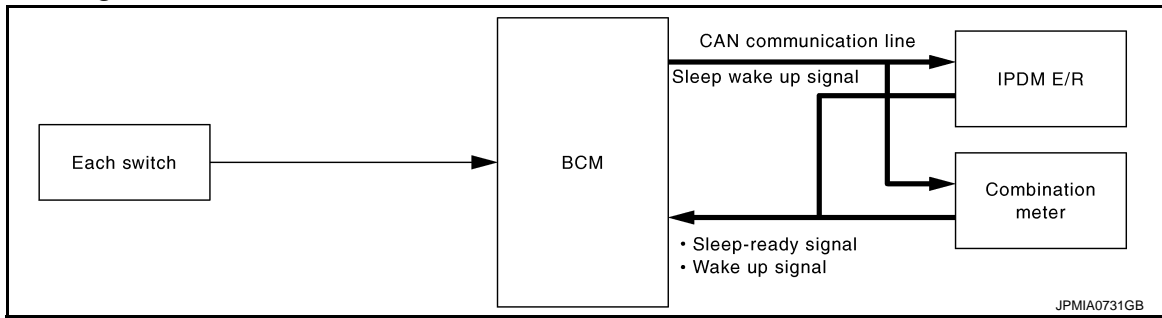 CAN communication line
Sleep wake up signal
IPDM E/R
Each switch
BCM
Combination
meter
• Sleep-ready signal
• Wake up signal
JPMIA0731GB